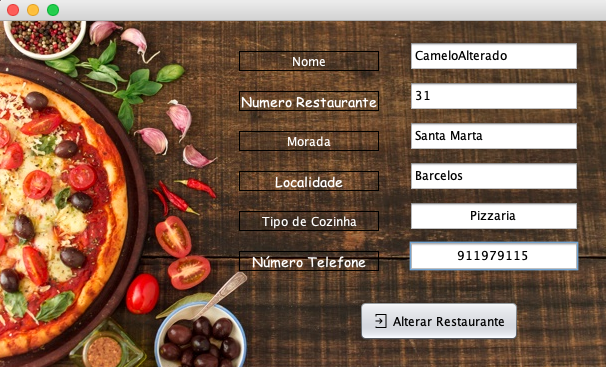 Nome CameloAlterado
Numero Restaurante 31
Morada Santa Marta
Localidade Barcelos
Tipo de Cozinha Pizzaria
Número Telefone 911979115
Alterar Restaurante